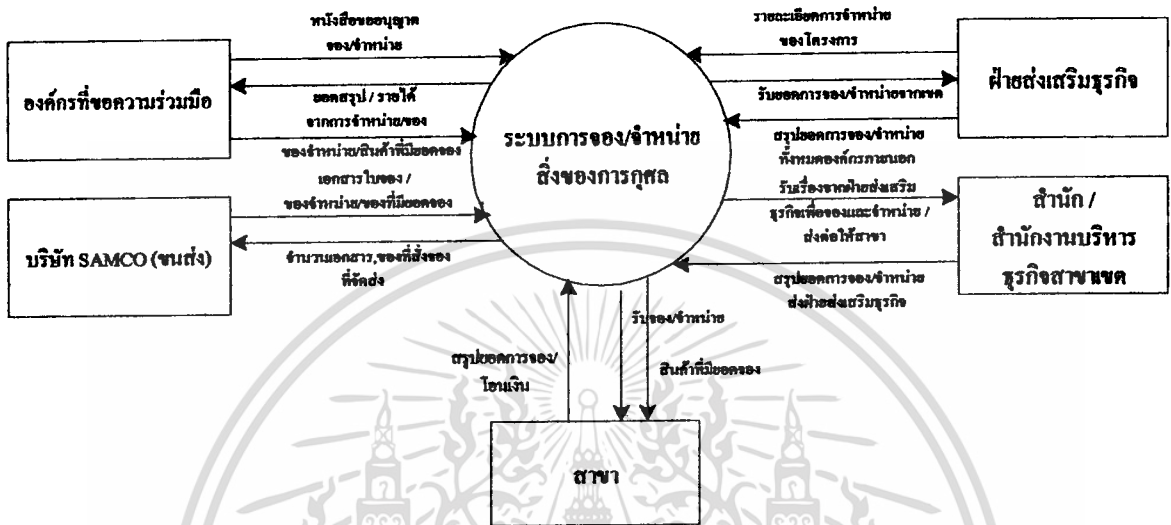 หนังสือขออนุญาต
จอง/จำหน่าย
องค์กรที่ขอความร่วมมือ
ยอดสรุป / รายได้
จากการจำหน่าย/จอง
ของจำหน่าย/สินค้าที่มียอดจอง
เอกสารใบจอง /
ของจำหน่าย/ของที่มียอดจอง
บริษัท SAMCO (ขนส่ง)
จำนวนเอกสาร,ของที่สั่งจอง
ที่จัดส่ง
ระบบการจอง/จำหน่าย
สิ่งของการกุศล
รายละเอียดการจำหน่าย
ของโครงการ
ฝ่ายส่งเสริมธุรกิจ
รับยอดการจอง/จำหน่ายจากเขต
สรุปยอดการจอง/จำหน่าย
ทั้งหมดองค์กรภายนอก
รับเรื่องจากฝ่ายส่งเสริม
ธุรกิจเพื่อจองและจำหน่าย /
ส่งต่อให้สาขา
สำนัก /
สำนักงานบริหาร
ธุรกิจสาขาเขต
สรุปยอดการจอง/จำหน่าย
ส่งฝ่ายส่งเสริมธุรกิจ
สรุปยอดการจอง/
โอนเงิน
รับจอง/จำหน่าย
สินค้าที่มียอดจอง
สาขา